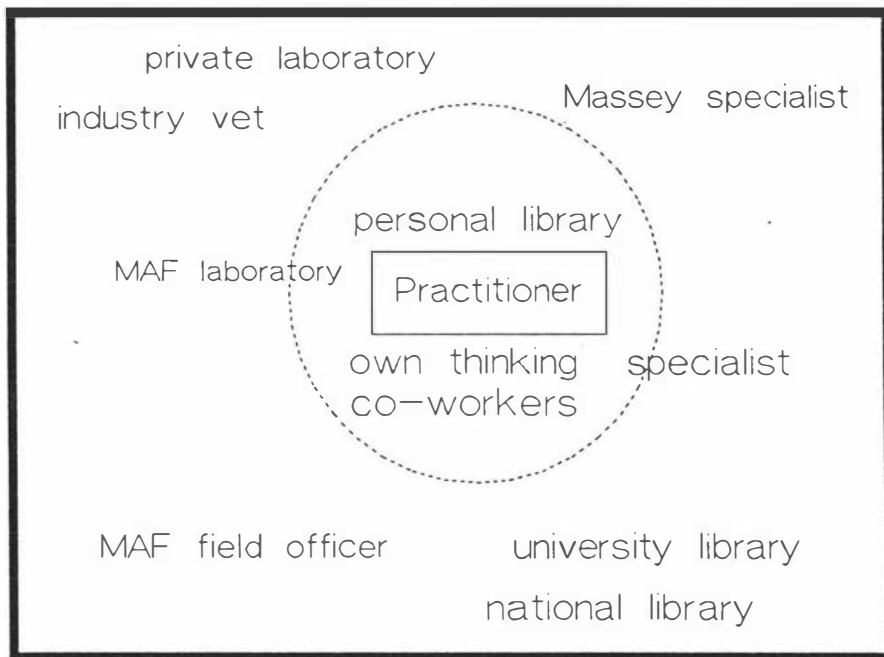 private laboratory
industry vet
Massey specialist
personal library
MAF laboratory
Practitioner
own thinking
specialist
co-workers
MAF field officer
university library
national library